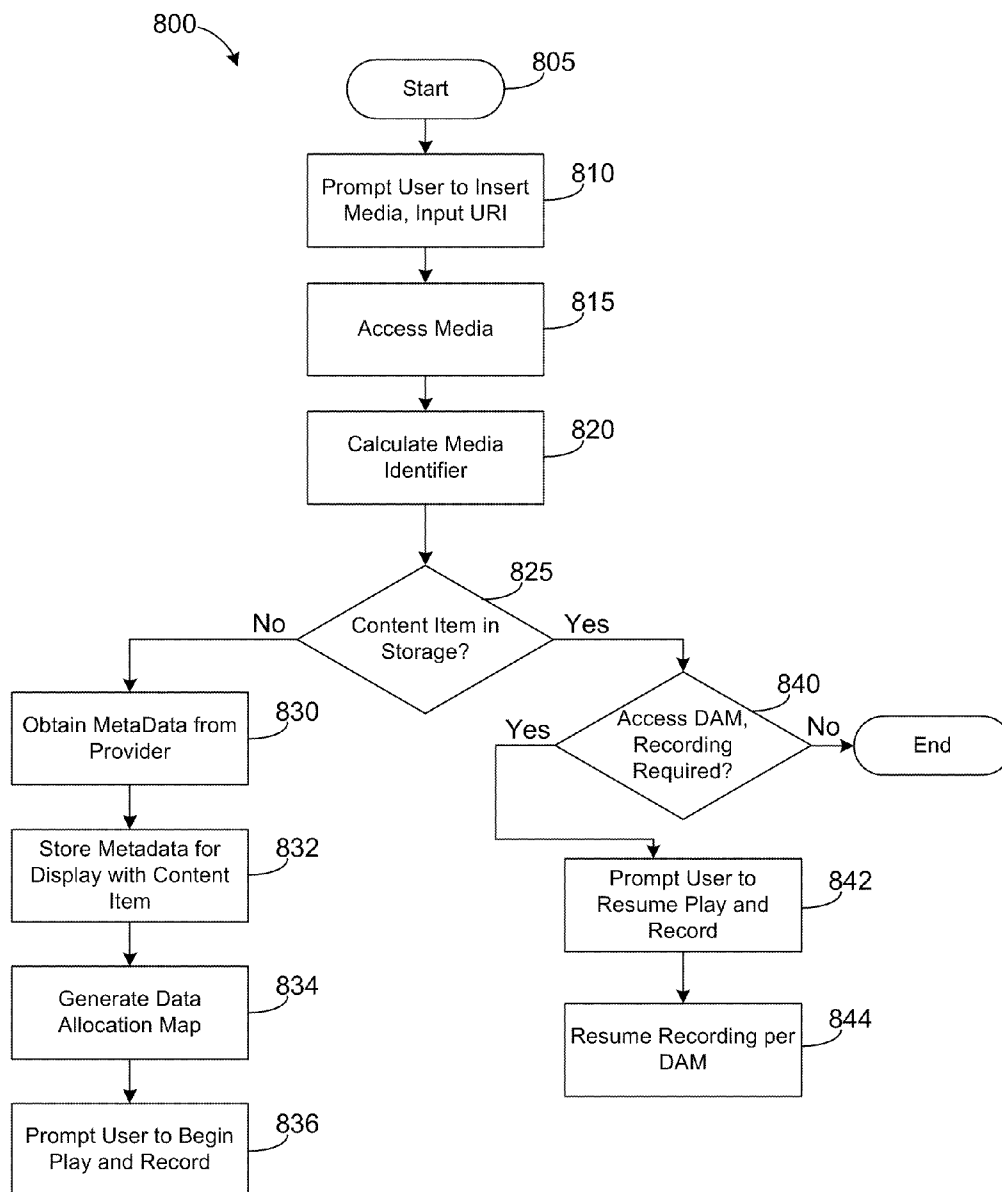 800
Start
805
Prompt User to Insert
Media, Input URI
810
Access Media
815
Calculate Media
Identifier
820
Content Item in
Storage?
825
No
Yes
Obtain MetaData from
Provider
830
Store Metadata for
Display with Content
Item
832
Generate Data
Allocation Map
834
Prompt User to Begin
Play and Record
836
Access DAM,
Recording
Required?
840
Yes
No
End
Prompt User to
Resume Play and
Record
842
Resume Recording per
DAM
844